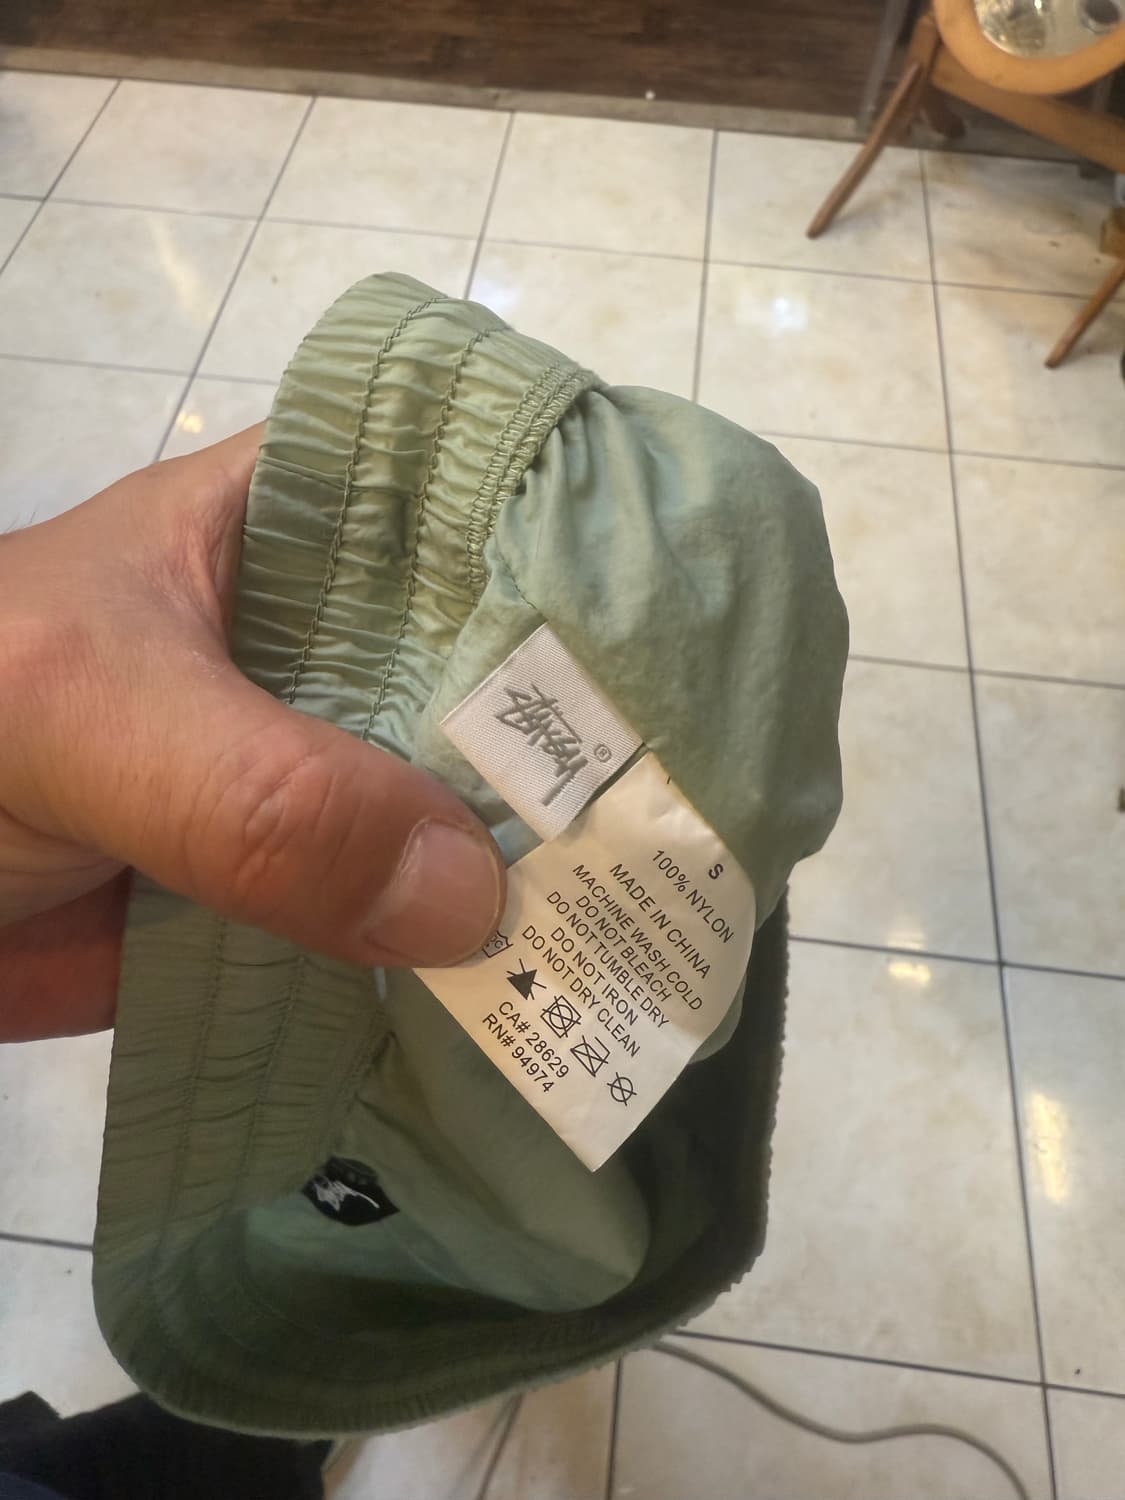 STÜSSY ®
S
100% NYLON
MADE IN CHINA
MACHINE WASH COLD
DO NOT BLEACH
DO NOT TUMBLE DRY
DO NOT IRON
DO NOT DRY CLEAN
CA# 28629
RN# 94974